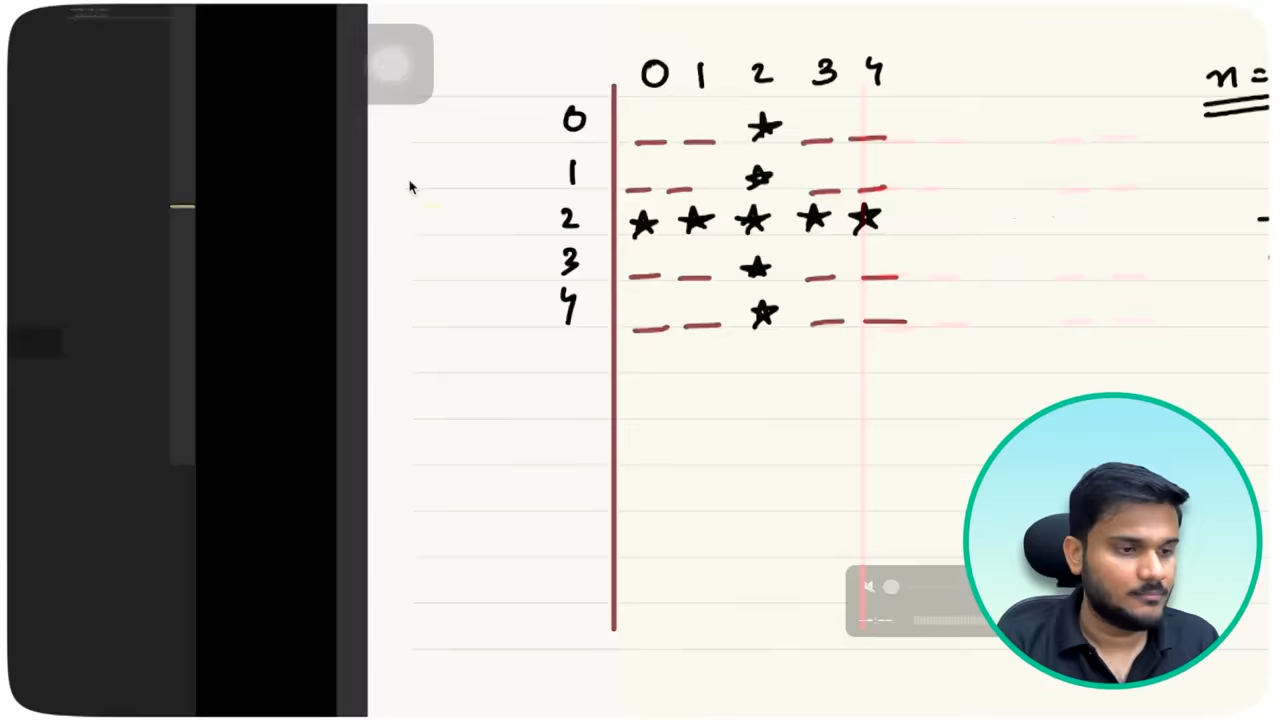 0 1 2 3 4
n =
0 _ _ ★ _ _
1 _ _ ★ _ _
2 ★ ★ ★ ★ ★
3 _ _ ★ _ _
4 _ _ ★ _ _